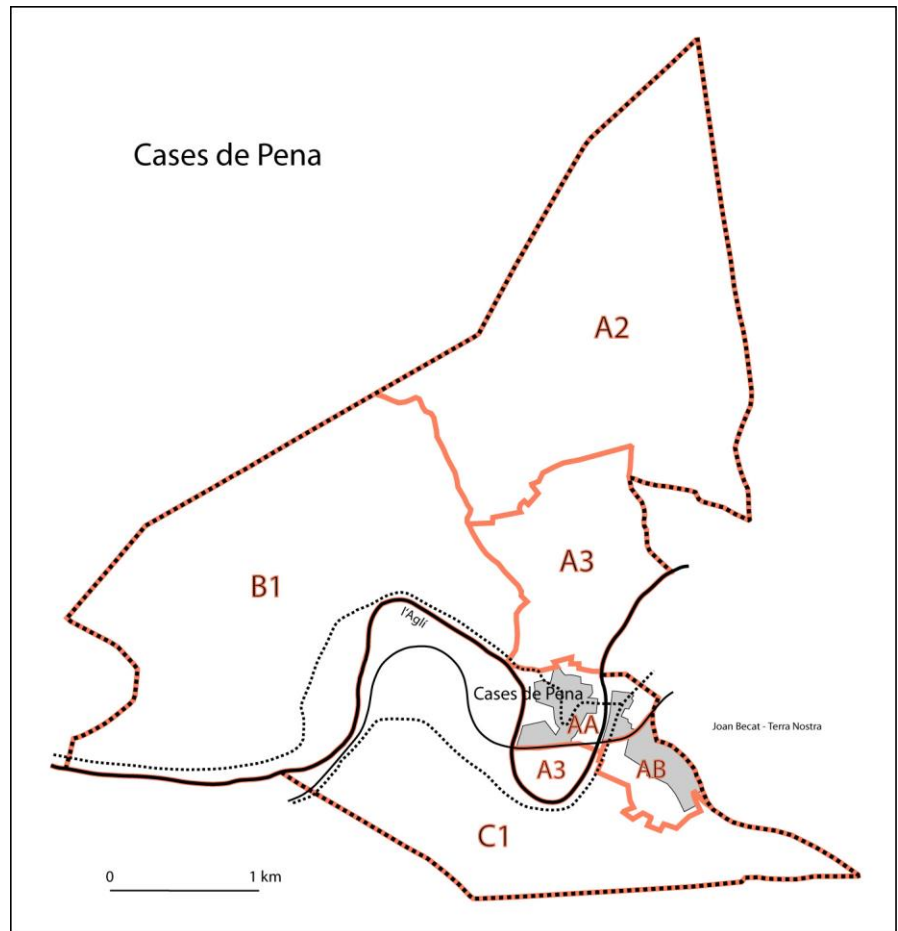 Cases de Pena
A2
A3
B1
l'Aglí
Cases de Pena
AA
Joan Becat - Terra Nostra
A3
AB
C1
0 1 km